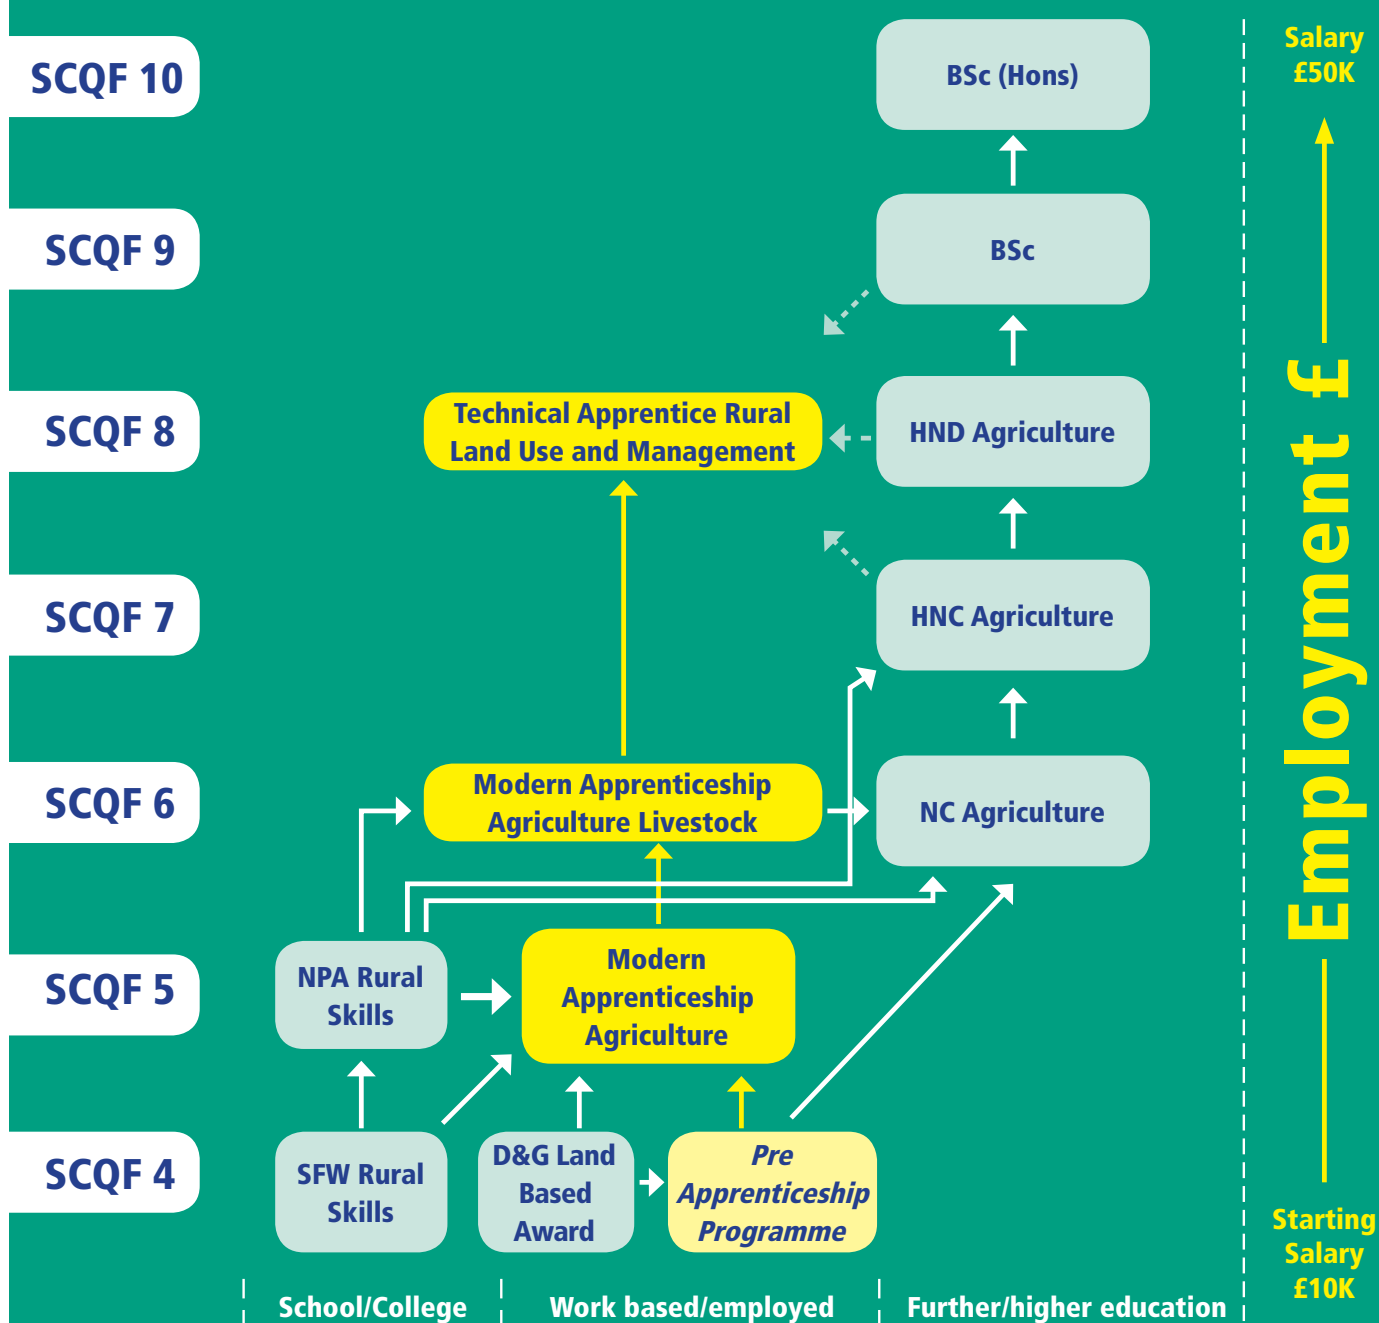 Salary
£50K
SCQF 10
BSc (Hons)
SCQF 9
BSc
SCQF 8
Technical Apprentice Rural
Land Use and Management
HND Agriculture
SCQF 7
HNC Agriculture
Employment £
SCQF 6
Modern Apprenticeship
Agriculture Livestock
NC Agriculture
SCQF 5
NPA Rural
Skills
Modern
Apprenticeship
Agriculture
SCQF 4
SFW Rural
Skills
D&G Land
Based
Award
Pre
Apprenticeship
Programme
Starting
Salary
£10K
School/College
Work based/employed
Further/higher education